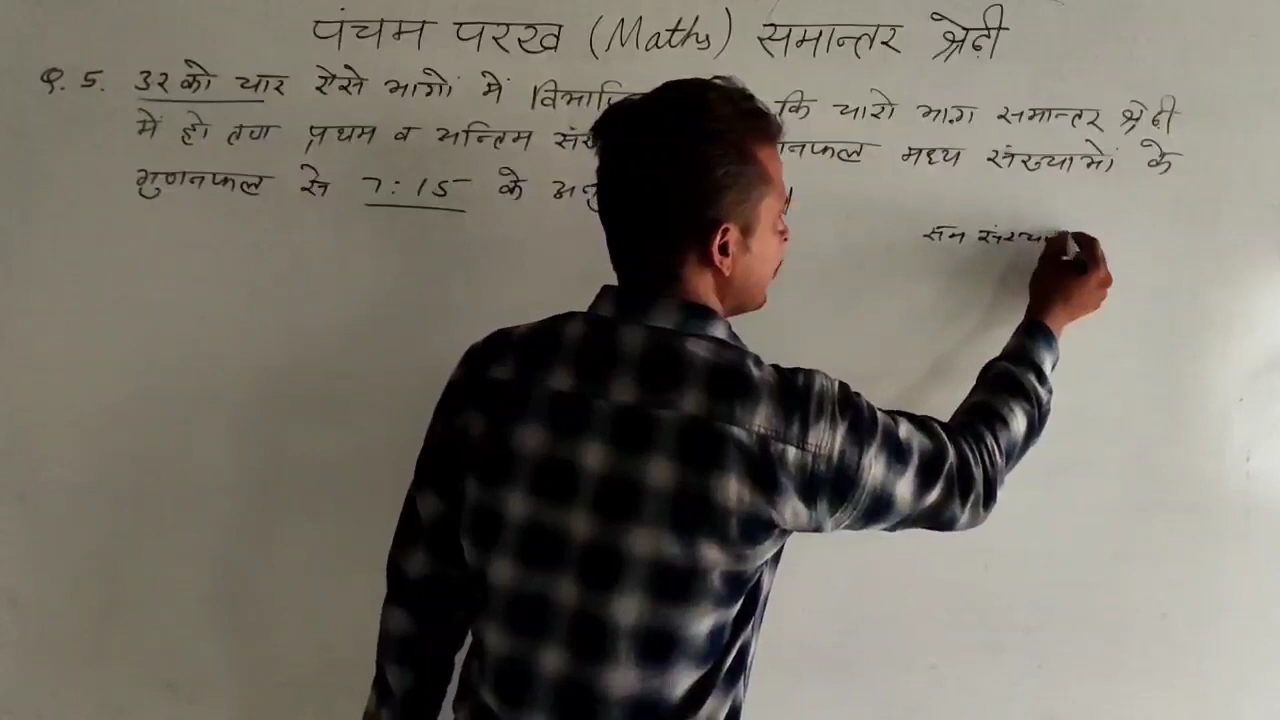 पंचम परख (Maths) समान्तर श्रेढ़ी
Q. 5. 32 को चार ऐसे भागों में कि चारो भाग समान्तर श्रेढ़ी
में हो तथा प्रथम व अन्तिम मध्य संख्याओं के
गुणनफल से 7:15 के
सम